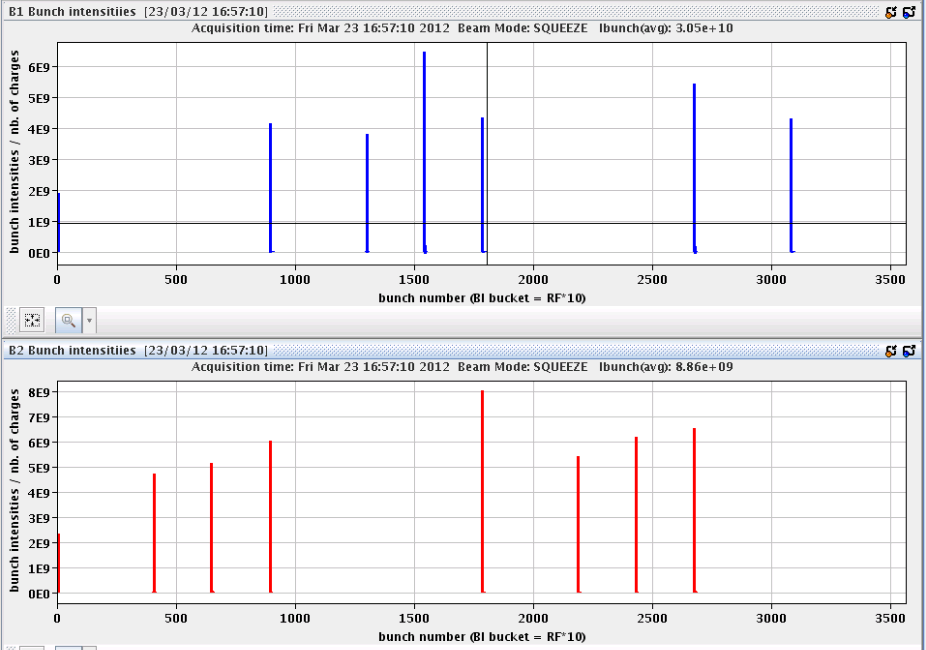 B1 Bunch intensitiies [23/03/12 16:57:10]
Acquisition time: Fri Mar 23 16:57:10 2012 Beam Mode: SQUEEZE Ibunch(avg): 3.05e+10
bunch intensities / nb. of charges
6E9
5E9
4E9
3E9
2E9
1E9
0E0
0 500 1000 1500 2000 2500 3000 3500
bunch number (BI bucket = RF*10)
B2 Bunch intensitiies [23/03/12 16:57:10]
Acquisition time: Fri Mar 23 16:57:10 2012 Beam Mode: SQUEEZE Ibunch(avg): 8.86e+09
bunch intensities / nb. of charges
8E9
7E9
6E9
5E9
4E9
3E9
2E9
1E9
0E0
0 500 1000 1500 2000 2500 3000 3500
bunch number (BI bucket = RF*10)